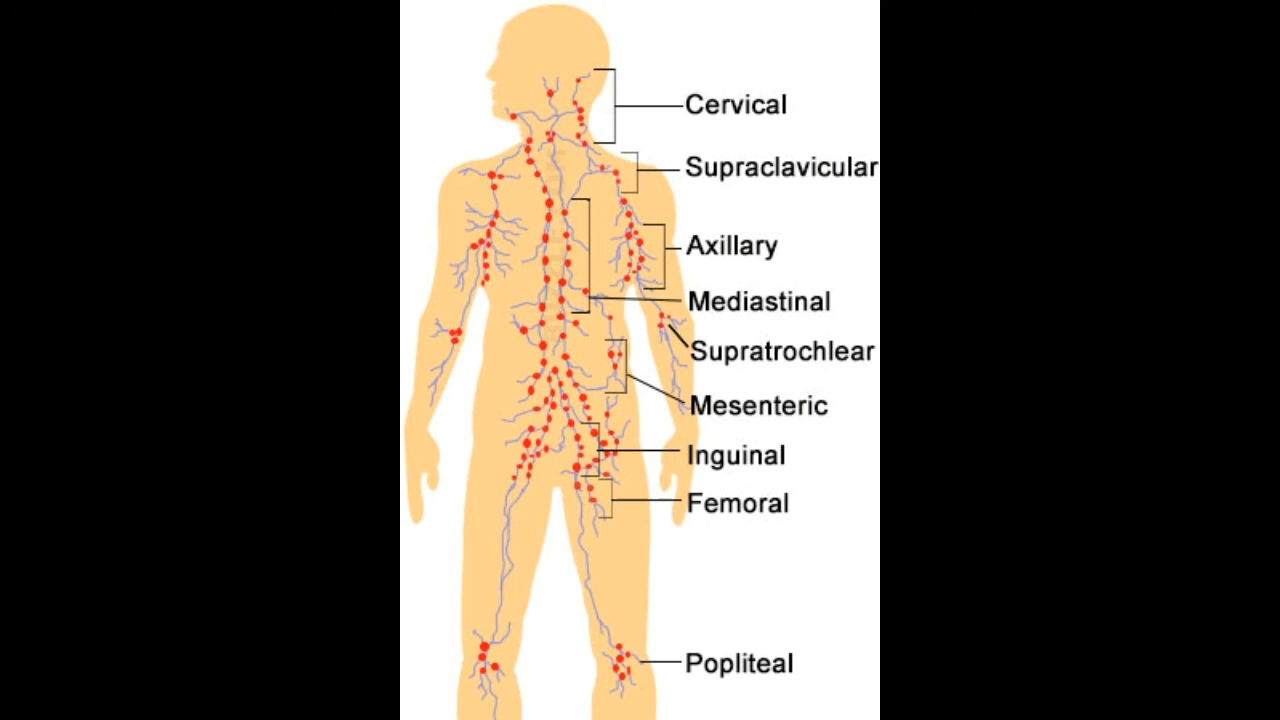 Cervical
Supraclavicular
Axillary
Mediastinal
Supratrochlear
Mesenteric
Inguinal
Femoral
Popliteal